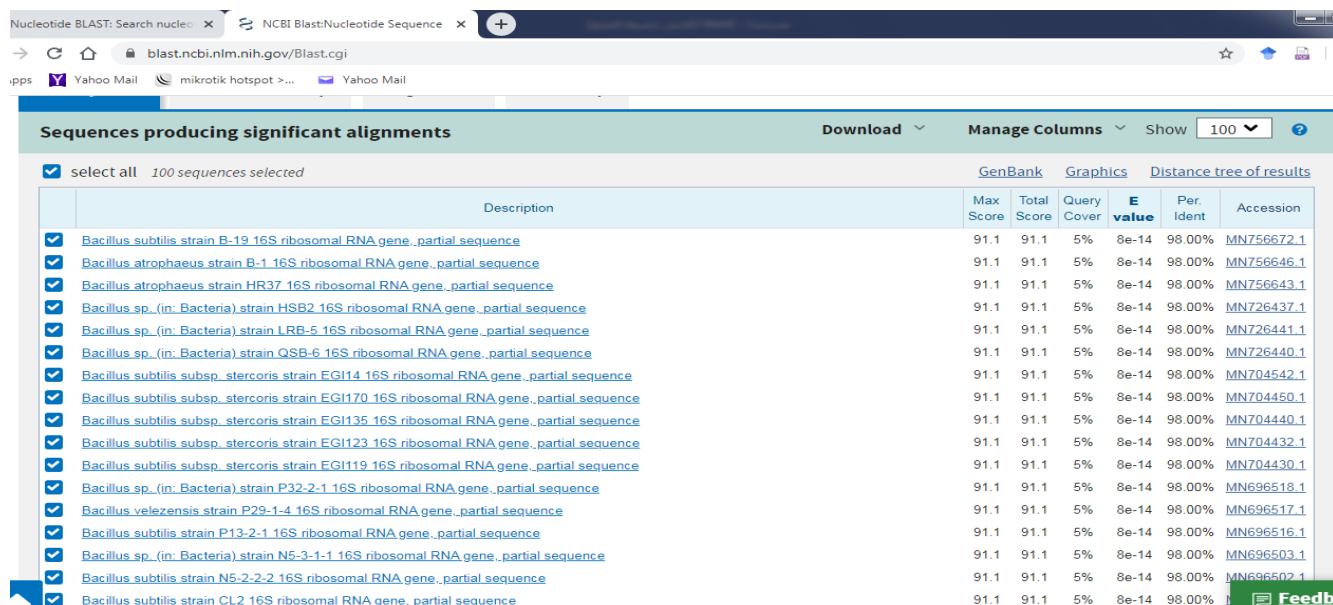 Nucleotide BLAST: Search nucleo NCBI Blast:Nucleotide Sequence
blast.ncbi.nlm.nih.gov/Blast.cgi
Yahoo Mail mikrotik hotspot >... Yahoo Mail
Sequences producing significant alignments Download Manage Columns Show 100
select all 100 sequences selected GenBank Graphics Distance tree of results
Description Max Score Total Score Query Cover E value Per. Ident Accession
Bacillus subtilis strain B-19 16S ribosomal RNA gene, partial sequence 91.1 91.1 5% 8e-14 98.00% MN756672.1
Bacillus atrophaeus strain B-1 16S ribosomal RNA gene, partial sequence 91.1 91.1 5% 8e-14 98.00% MN756646.1
Bacillus atrophaeus strain HR37 16S ribosomal RNA gene, partial sequence 91.1 91.1 5% 8e-14 98.00% MN756643.1
Bacillus sp. (in: Bacteria) strain HSB2 16S ribosomal RNA gene, partial sequence 91.1 91.1 5% 8e-14 98.00% MN726437.1
Bacillus sp. (in: Bacteria) strain LRB-5 16S ribosomal RNA gene, partial sequence 91.1 91.1 5% 8e-14 98.00% MN726441.1
Bacillus sp. (in: Bacteria) strain QSB-6 16S ribosomal RNA gene, partial sequence 91.1 91.1 5% 8e-14 98.00% MN726440.1
Bacillus subtilis subsp. stercoris strain EGI14 16S ribosomal RNA gene, partial sequence 91.1 91.1 5% 8e-14 98.00% MN704542.1
Bacillus subtilis subsp. stercoris strain EGI170 16S ribosomal RNA gene, partial sequence 91.1 91.1 5% 8e-14 98.00% MN704450.1
Bacillus subtilis subsp. stercoris strain EGI135 16S ribosomal RNA gene, partial sequence 91.1 91.1 5% 8e-14 98.00% MN704440.1
Bacillus subtilis subsp. stercoris strain EGI123 16S ribosomal RNA gene, partial sequence 91.1 91.1 5% 8e-14 98.00% MN704432.1
Bacillus subtilis subsp. stercoris strain EGI119 16S ribosomal RNA gene, partial sequence 91.1 91.1 5% 8e-14 98.00% MN704430.1
Bacillus sp. (in: Bacteria) strain P32-2-1 16S ribosomal RNA gene, partial sequence 91.1 91.1 5% 8e-14 98.00% MN696518.1
Bacillus velezensis strain P29-1-4 16S ribosomal RNA gene, partial sequence 91.1 91.1 5% 8e-14 98.00% MN696517.1
Bacillus subtilis strain P13-2-1 16S ribosomal RNA gene, partial sequence 91.1 91.1 5% 8e-14 98.00% MN696516.1
Bacillus sp. (in: Bacteria) strain N5-3-1-1 16S ribosomal RNA gene, partial sequence 91.1 91.1 5% 8e-14 98.00% MN696503.1
Bacillus subtilis strain N5-2-2-2 16S ribosomal RNA gene, partial sequence 91.1 91.1 5% 8e-14 98.00% MN696502.1
Bacillus subtilis strain CL2 16S ribosomal RNA gene, partial sequence 91.1 91.1 5% 8e-14 98.00%